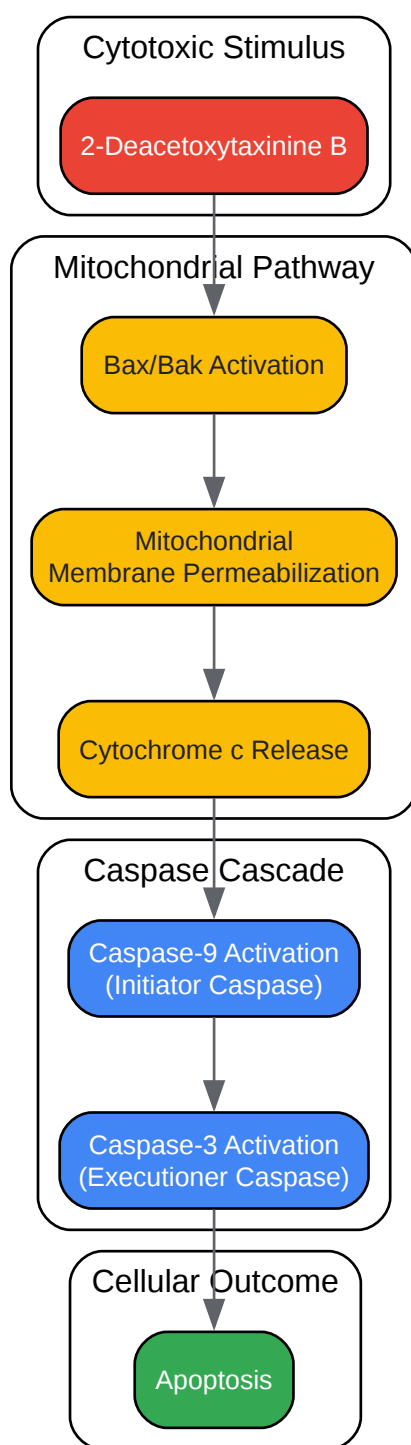 Cytotoxic Stimulus
2-Deacetoxytaxinine B
Mitochondrial Pathway
Bax/Bak Activation
Mitochondrial
Membrane Permeabilization
Cytochrome c Release
Caspase Cascade
Caspase-9 Activation
(Initiator Caspase)
Caspase-3 Activation
(Executioner Caspase)
Cellular Outcome
Apoptosis